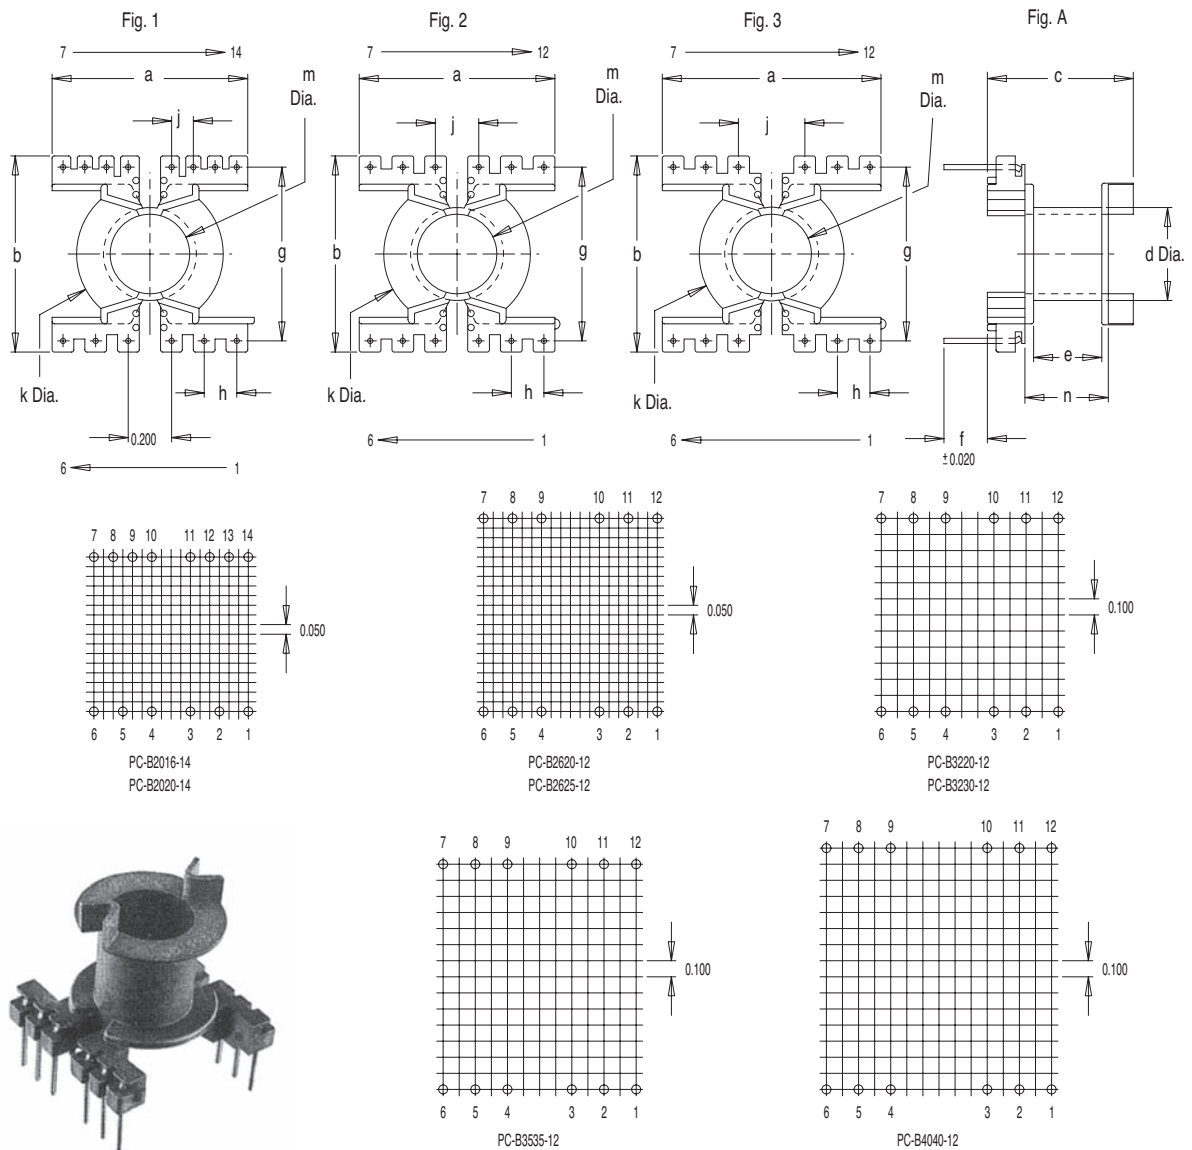 Fig. 1
Fig. 2
Fig. 3
Fig. A
7 14
7 12
7 12
a
a
a
c
m
Dia.
m
Dia.
m
Dia.
j
j
j
b
g
b
g
b
g
d Dia.
e
h
h
h
n
k Dia.
k Dia.
k Dia.
0.200
f
±0.020
6 1
6 1
6 1
7 8 9 10 11 12 13 14
0.050
6 5 4 3 2 1
PC-B2016-14
PC-B2020-14
7 8 9 10 11 12
0.050
6 5 4 3 2 1
PC-B2620-12
PC-B2625-12
7 8 9 10 11 12
0.100
6 5 4 3 2 1
PC-B3220-12
PC-B3230-12
7 8 9 10 11 12
0.100
6 5 4 3 2 1
PC-B3535-12
7 8 9 10 11 12
0.100
6 5 4 3 2 1
PC-B4040-12